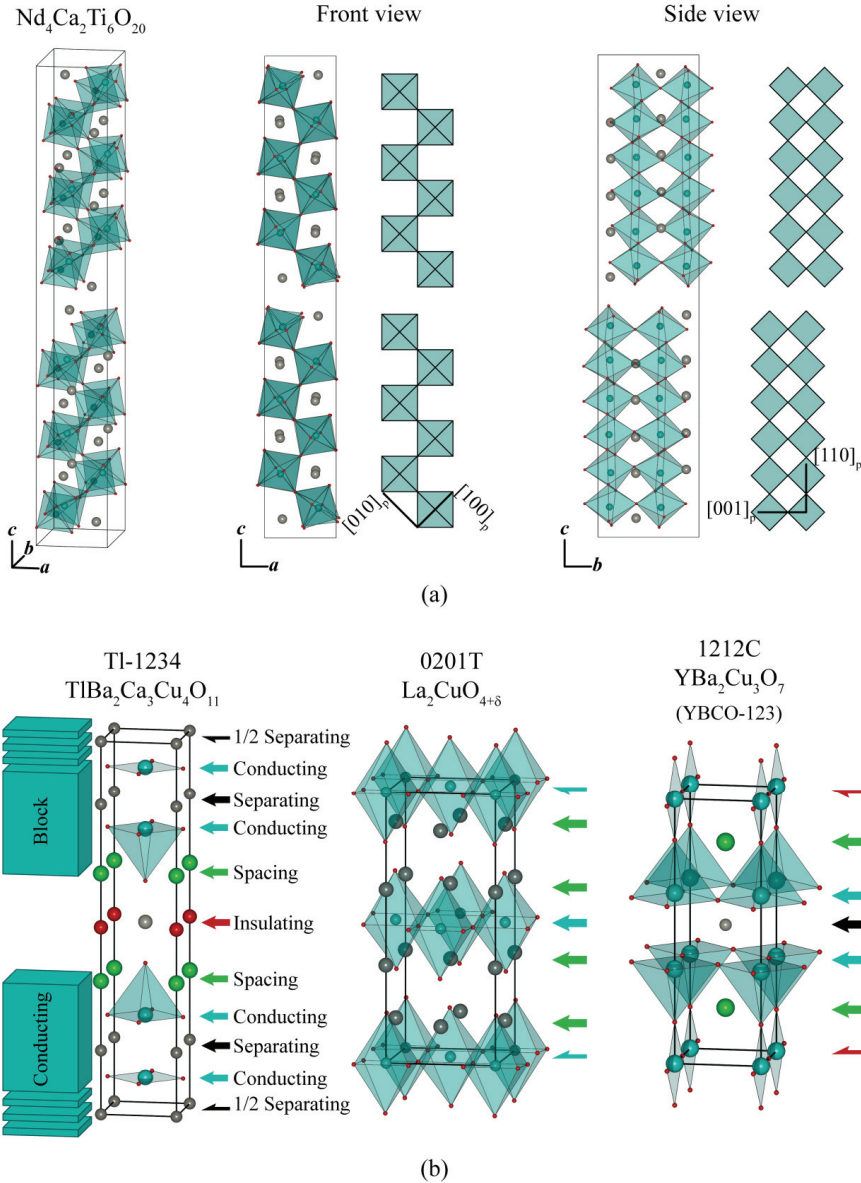 Nd₄Ca₂Ti₆O₂₀
Front view
Side view
[010]ₚ
[100]ₚ
[001]ₚ
[110]ₚ
c
b
a
c
a
c
b
(a)
Tl-1234
TlBa₂Ca₃Cu₄O₁₁
Block
Conducting
1/2 Separating
Conducting
Separating
Conducting
Spacing
Insulating
Spacing
Conducting
Separating
Conducting
1/2 Separating
0201T
La₂CuO₄₊δ
1212C
YBa₂Cu₃O₇
(YBCO-123)
(b)